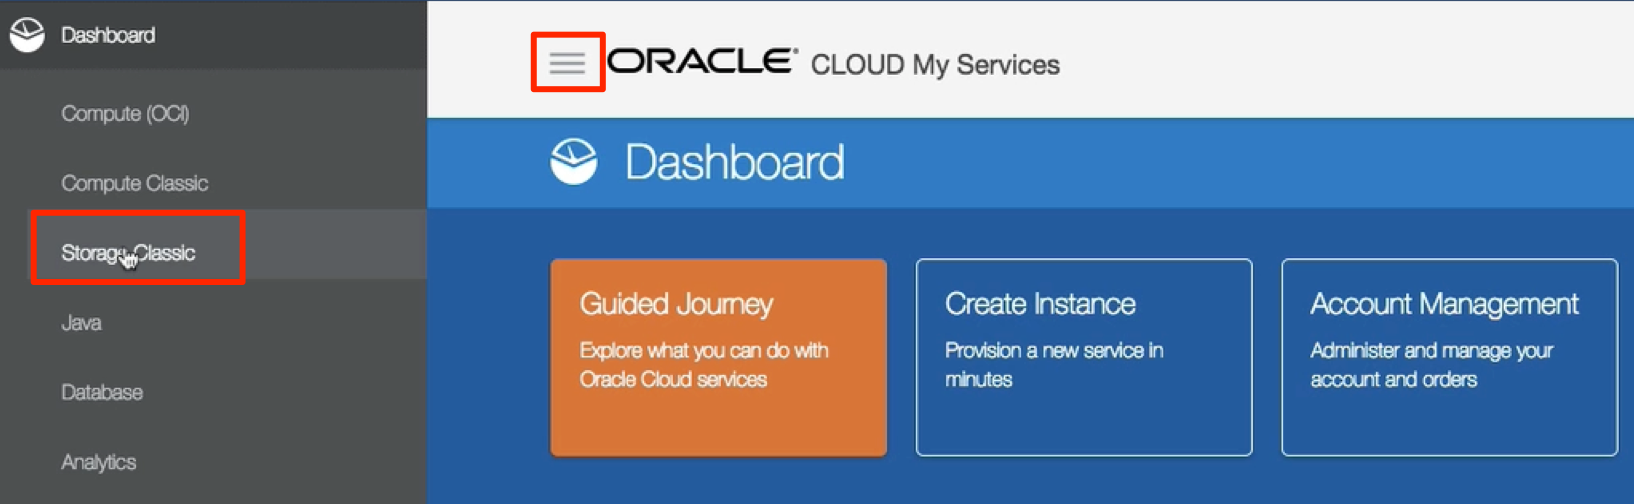 Dashboard
Compute (OCI)
Compute Classic
Storage Classic
Java
Database
Analytics
ORACLE® CLOUD My Services
Dashboard
Guided Journey
Explore what you can do with
Oracle Cloud services
Create Instance
Provision a new service in
minutes
Account Management
Administer and manage your
account and orders